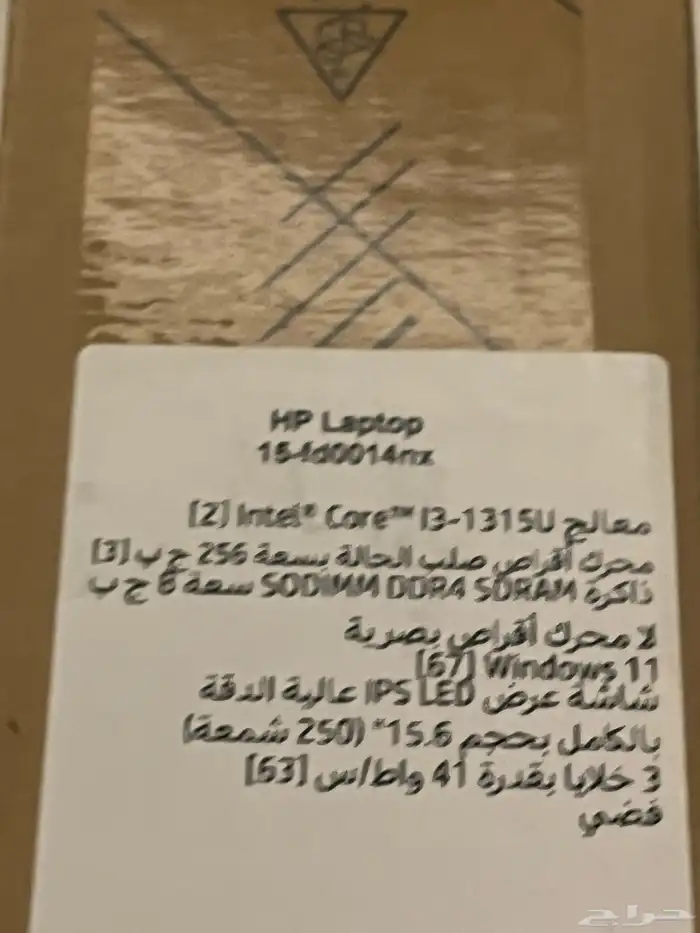 HP Laptop
15-fd0014nx
معالج Intel® Core™ i3-1315U [2]
محرك أقراص صلب الحالة بسعة 256 ج ب [3]
ذاكرة SODIMM DDR4 SDRAM سعة 8 ج ب
لا محرك أقراص بصرية
Windows 11 [67]
شاشة عرض IPS LED عالية الدقة
بالكامل بحجم 15.6" (250 شمعة)
3 خلايا بقدرة 41 واط/س [63]
فضي
حراج